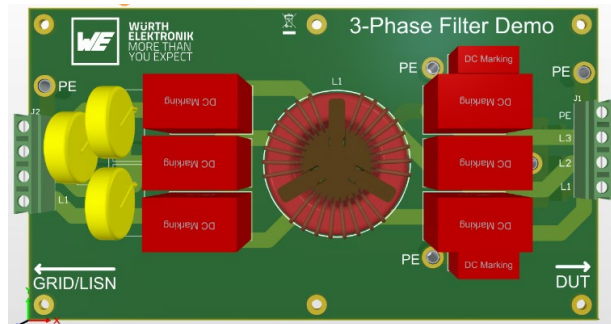 WE
WÜRTH
ELEKTRONIK
MORE THAN
YOU EXPECT
3-Phase Filter Demo
PE
PE
PE
DC Marking
J2
DC Marking
L1
DC Marking
J1
PE
L3
L2
L1
DC Marking
DC Marking
L1
DC Marking
DC Marking
PE
DC Marking
GRID/LISN
DUT
Y
X